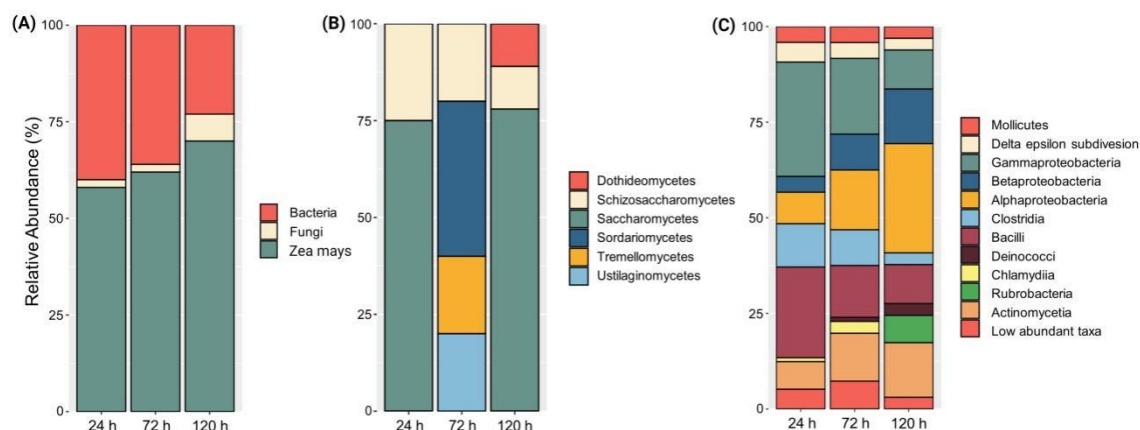 (A)
Relative Abundance (%)
100
75
50
25
0
24 h 72 h 120 h
Bacteria
Fungi
Zea mays
(B)
100
75
50
25
0
24 h 72 h 120 h
Dothideomycetes
Schizosaccharomycetes
Saccharomycetes
Sordariomycetes
Tremellomycetes
Ustilaginomycetes
(C)
100
75
50
25
0
24 h 72 h 120 h
Mollicutes
Delta epsilon subdivesion
Gammaproteobacteria
Betaproteobacteria
Alphaproteobacteria
Clostridia
Bacilli
Deinococci
Chlamydiia
Rubrobacteria
Actinomycetia
Low abundant taxa